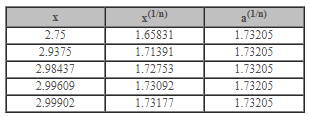 x x(1/n) a(1/n)
2.75 1.65831 1.73205
2.9375 1.71391 1.73205
2.98437 1.72753 1.73205
2.99609 1.73092 1.73205
2.99902 1.73177 1.73205